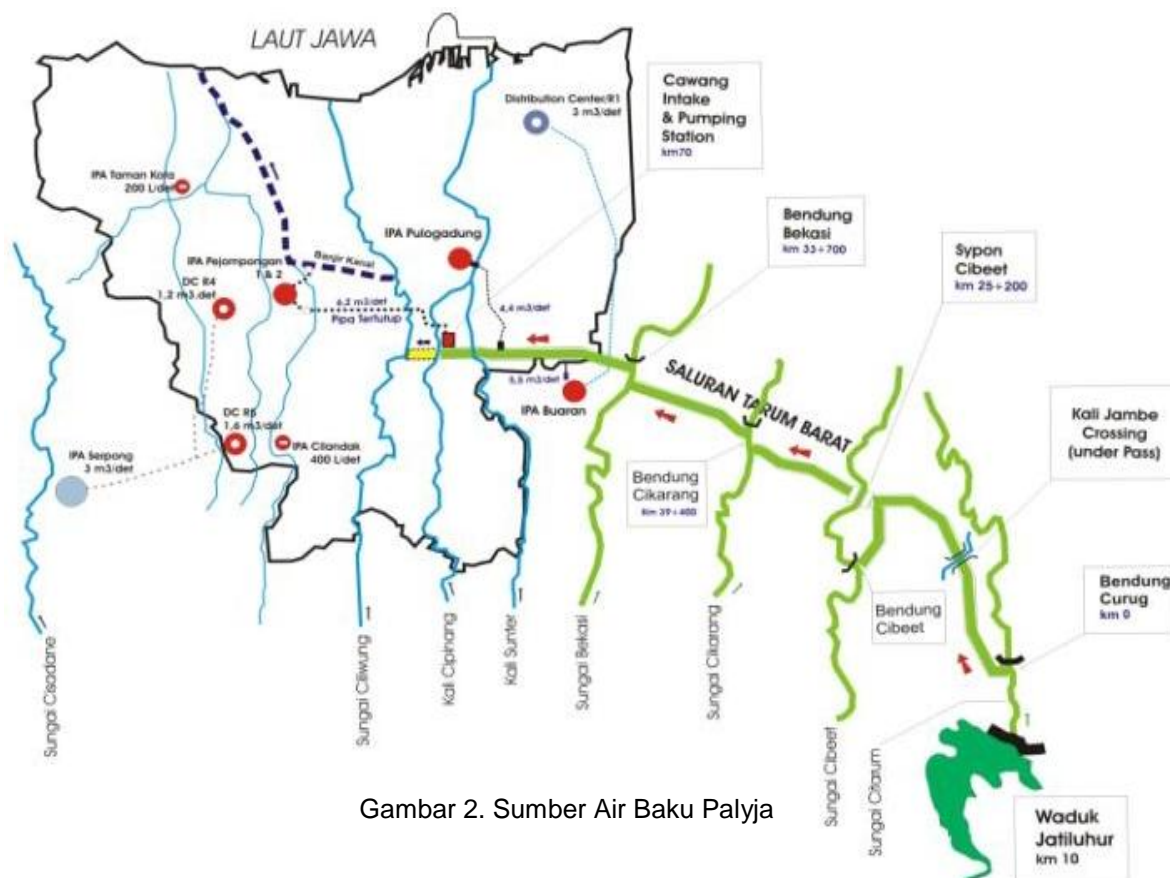 LAUT JAWA
Distribution Center/R1
3 m3/det
Cawang
Intake
& Pumping
Station
km70
IPA Taman Kota
200 L/det
IPA Pulogadung
Bendung
Bekasi
km 33+700
Sypon
Cibeet
km 25+200
IPA Pejompongan
1 & 2
Banjir Kanal
DC R4
1,2 m3/det
6,2 m3/det
Pipa Tertutup
4,4 m3/det
5,5 m3/det
IPA Buaran
SALURAN TARUM BARAT
Kali Jambe
Crossing
(under Pass)
DC R5
1,6 m3/det
IPA Cilandak
400 L/det
IPA Serpong
3 m3/det
Bendung
Cikarang
km 39+400
Bendung
Cibeet
Bendung
Curug
km 0
Sungai Cisadane
Sungai Ciliwung
Kali Cipinang
Kali Sunter
Sungai Bekasi
Sungai Cikarang
Sungai Cibeet
Sungai Citarum
Waduk
Jatiluhur
km 10
Gambar 2. Sumber Air Baku Palyja